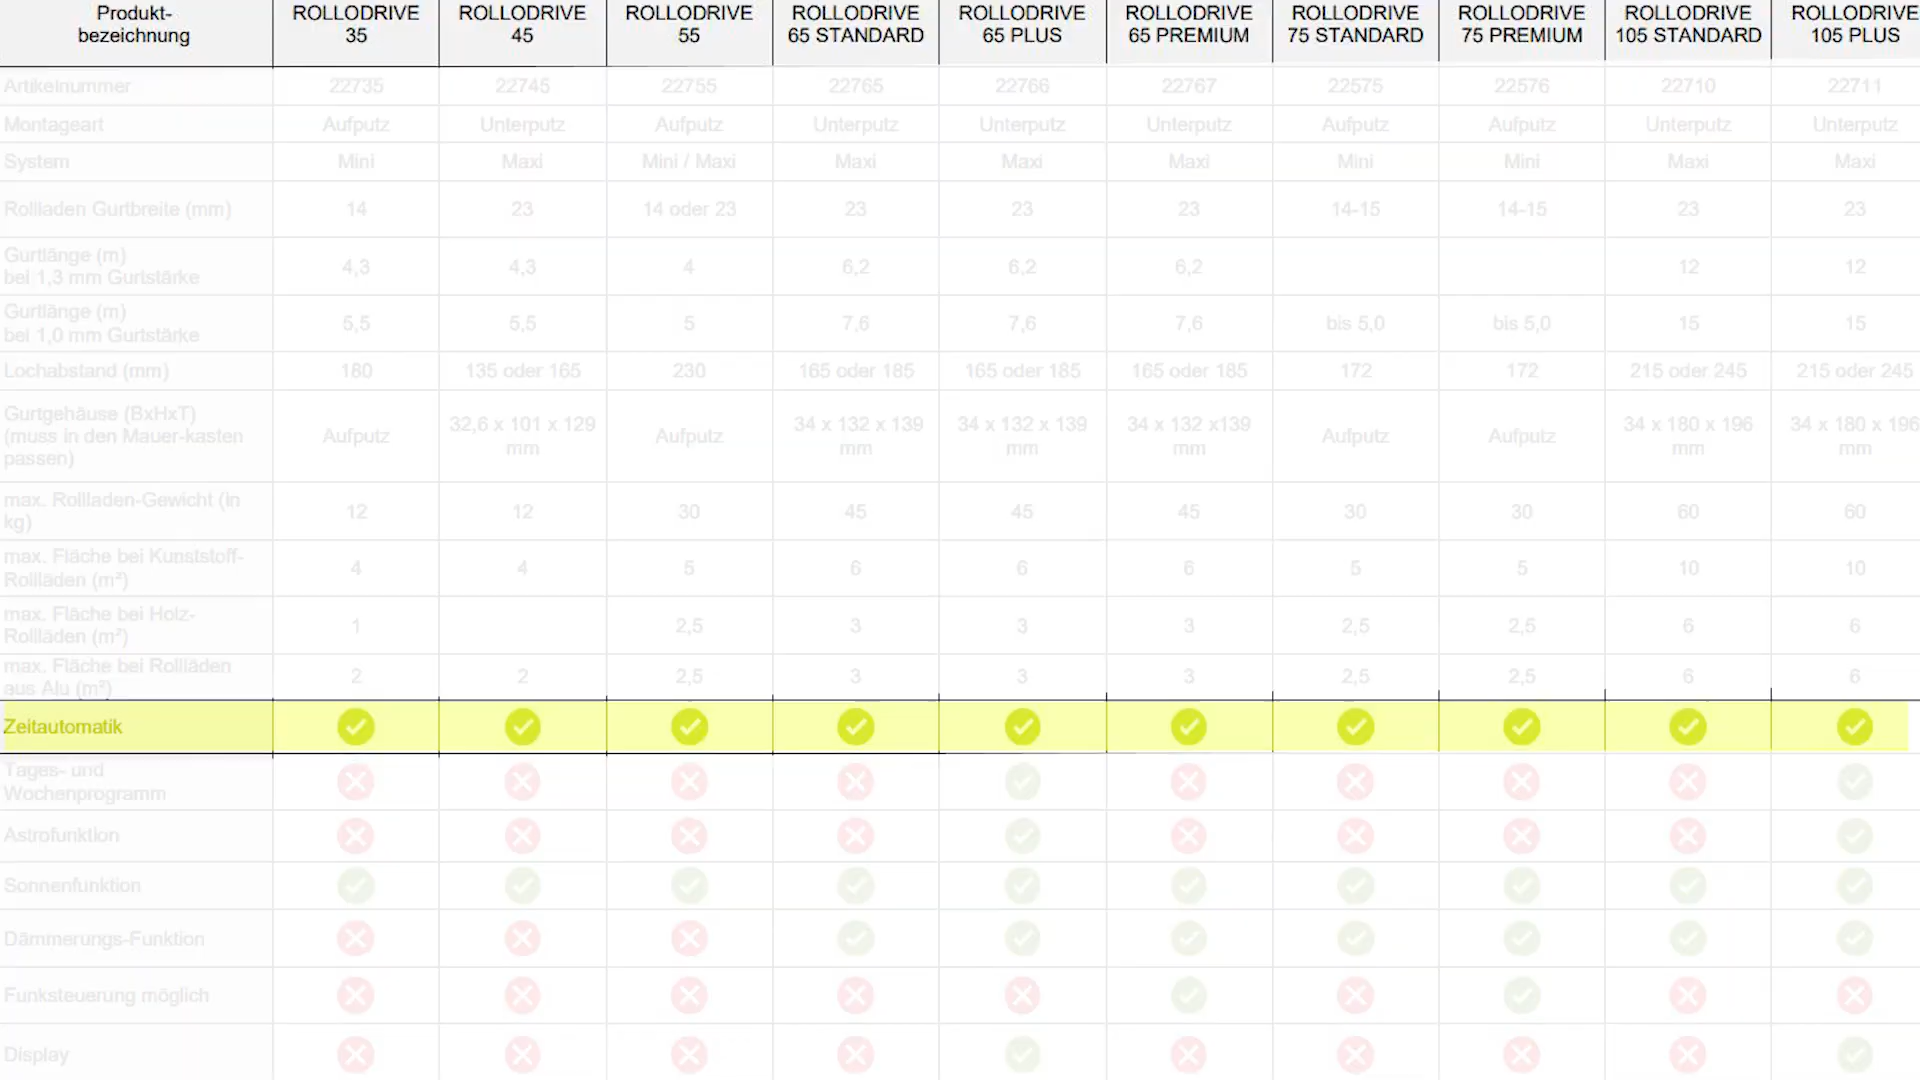 Produkt-
bezeichnung
ROLLODRIVE
35
ROLLODRIVE
45
ROLLODRIVE
55
ROLLODRIVE
65 STANDARD
ROLLODRIVE
65 PLUS
ROLLODRIVE
65 PREMIUM
ROLLODRIVE
75 STANDARD
ROLLODRIVE
75 PREMIUM
ROLLODRIVE
105 STANDARD
ROLLODRIVE
105 PLUS
Artikelnummer 22735 22745 22755 22765 22766 22767 22575 22576 22710 22711
Montageart Aufputz Unterputz Aufputz Unterputz Unterputz Unterputz Aufputz Aufputz Unterputz Unterputz
System Mini Maxi Mini / Maxi Maxi Maxi Maxi Mini Mini Maxi Maxi
Rollladen Gurtbreite (mm) 14 23 14 oder 23 23 23 23 14-15 14-15 23 23
Gurtlänge (m)
bei 1,3 mm Gurtstärke
4,3 4,3 4 6,2 6,2 6,2 12 12
Gurtlänge (m)
bei 1,0 mm Gurtstärke
5,5 5,5 5 7,6 7,6 7,6 bis 5,0 bis 5,0 15 15
Lochabstand (mm) 180 135 oder 165 230 165 oder 185 165 oder 185 165 oder 185 172 172 215 oder 245 215 oder 245
Gurtgehäuse (BxHxT)
(muss in den Mauer-kasten
passen)
Aufputz
32,6 x 101 x 129
mm
Aufputz
34 x 132 x 139
mm
34 x 132 x 139
mm
34 x 132 x139
mm
Aufputz
Aufputz
34 x 180 x 196
mm
34 x 180 x 196
mm
max. Rollladen-Gewicht (in
kg)
12 12 30 45 45 45 30 30 60 60
max. Fläche bei Kunststoff-
Rollläden (m²)
4 4 5 6 6 6 5 5 10 10
max. Fläche bei Holz-
Rollläden (m²)
1 2,5 3 3 3 2,5 2,5 6 6
max. Fläche bei Rollläden
aus Alu (m²)
2 2 2,5 3 3 3 2,5 2,5 6 6
Zeitautomatik
Tages- und
Wochenprogramm
Astrofunktion
Sonnenfunktion
Dämmerungs-Funktion
Funksteuerung möglich
Display